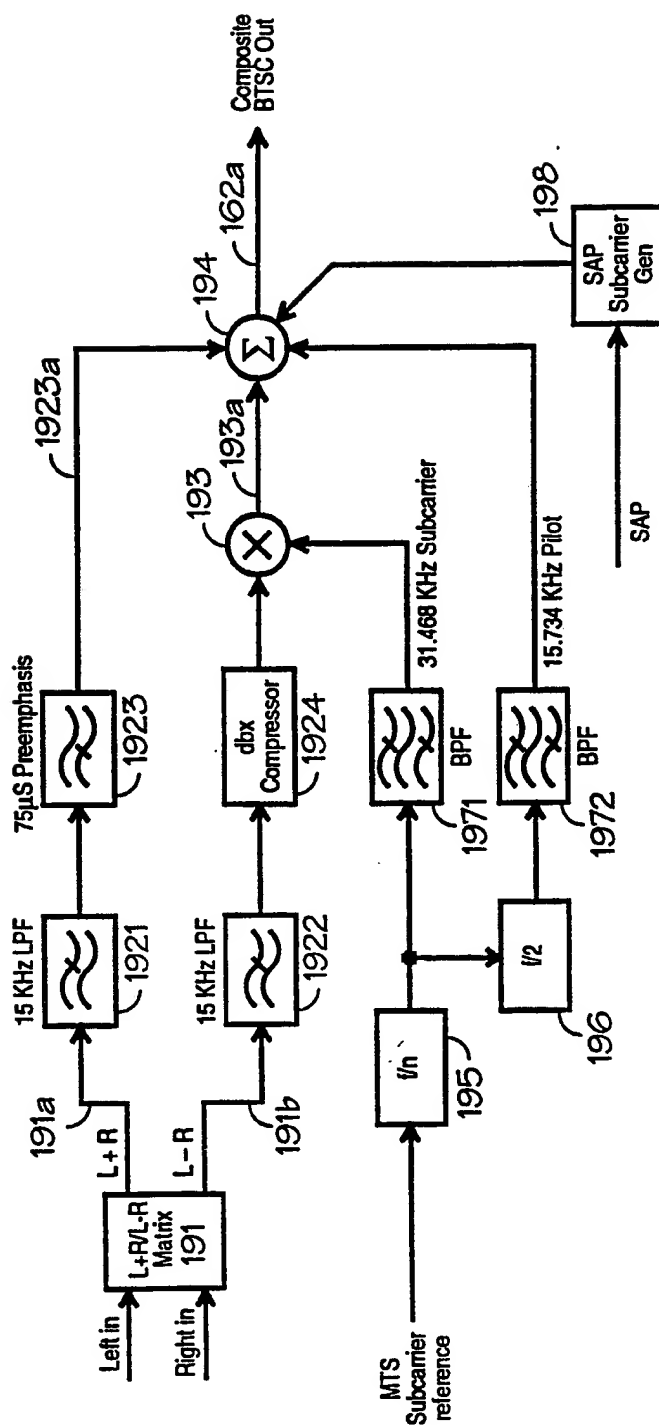 Left in
Right in
L+R/L-R
Matrix
191
L+R
L−R
191a
191b
15 KHz LPF
1921
15 KHz LPF
1922
75µS Preemphasis
1923
dbx
Compressor
1924
1923a
193
193a
194
Σ
162a
Composite
BTSC Out
MTS
Subcarrier
reference
f/n
195
f/2
196
BPF
1971
31.468 KHz Subcarrier
BPF
1972
15.734 KHz Pilot
SAP
SAP
Subcarrier
Gen
198